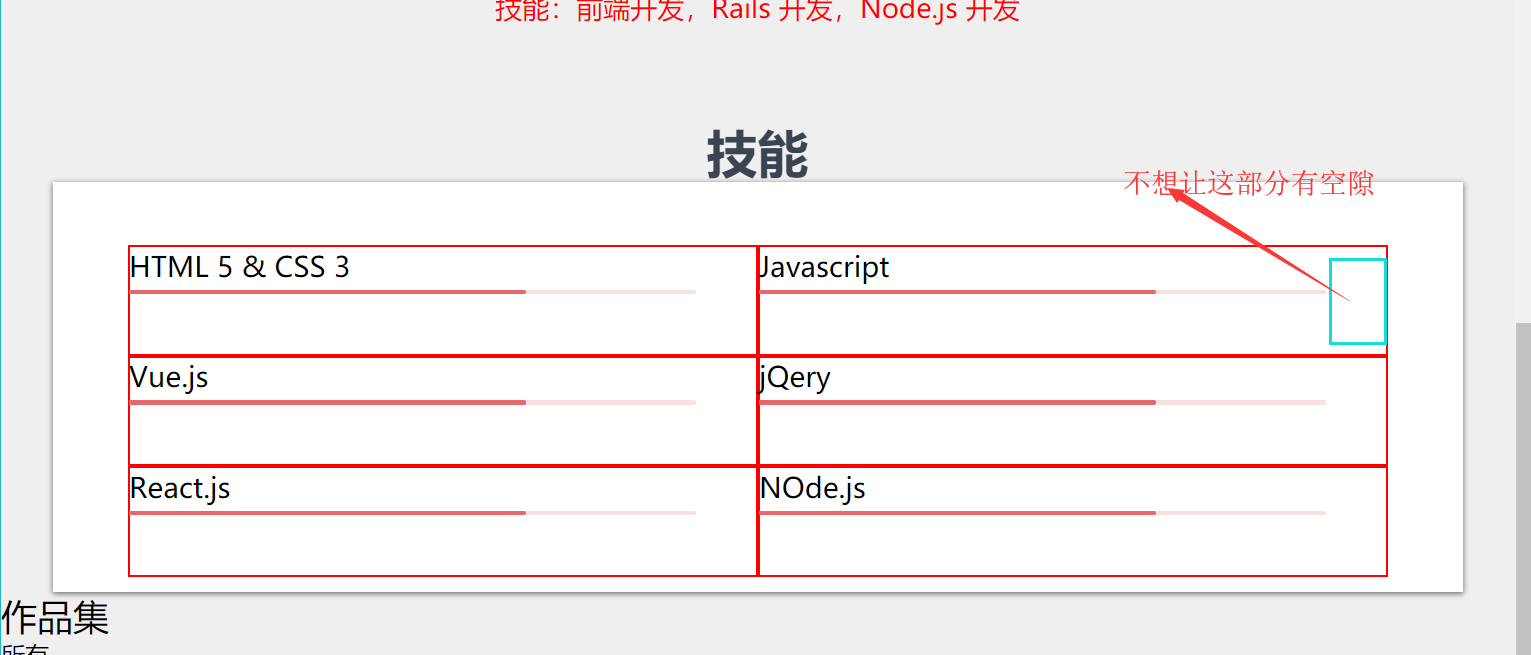 技能：前端开发，Rails 开发，Node.js 开发
技能
不想让这部分有空隙
HTML 5 & CSS 3
Javascript
Vue.js
jQery
React.js
NOde.js
作品集
所有